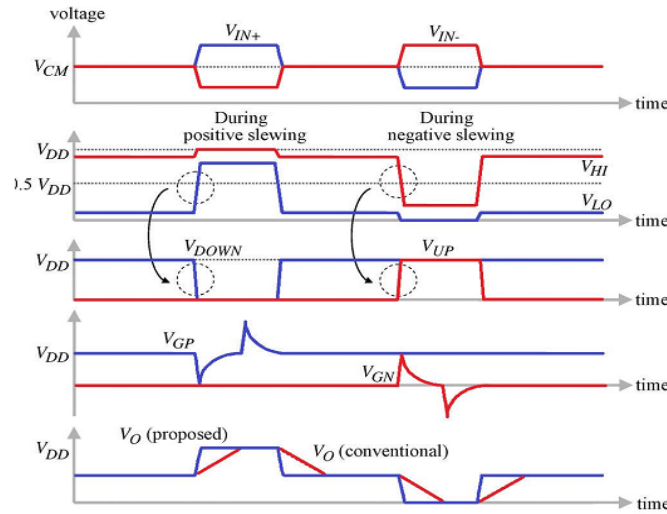 voltage
V_IN+
V_IN-
V_CM
time
During
positive slewing
During
negative slewing
V_DD
V_HI
0.5 V_DD
V_LO
time
V_DOWN
V_UP
V_DD
time
V_GP
V_DD
V_GN
time
V_O (proposed)
V_O (conventional)
V_DD
time